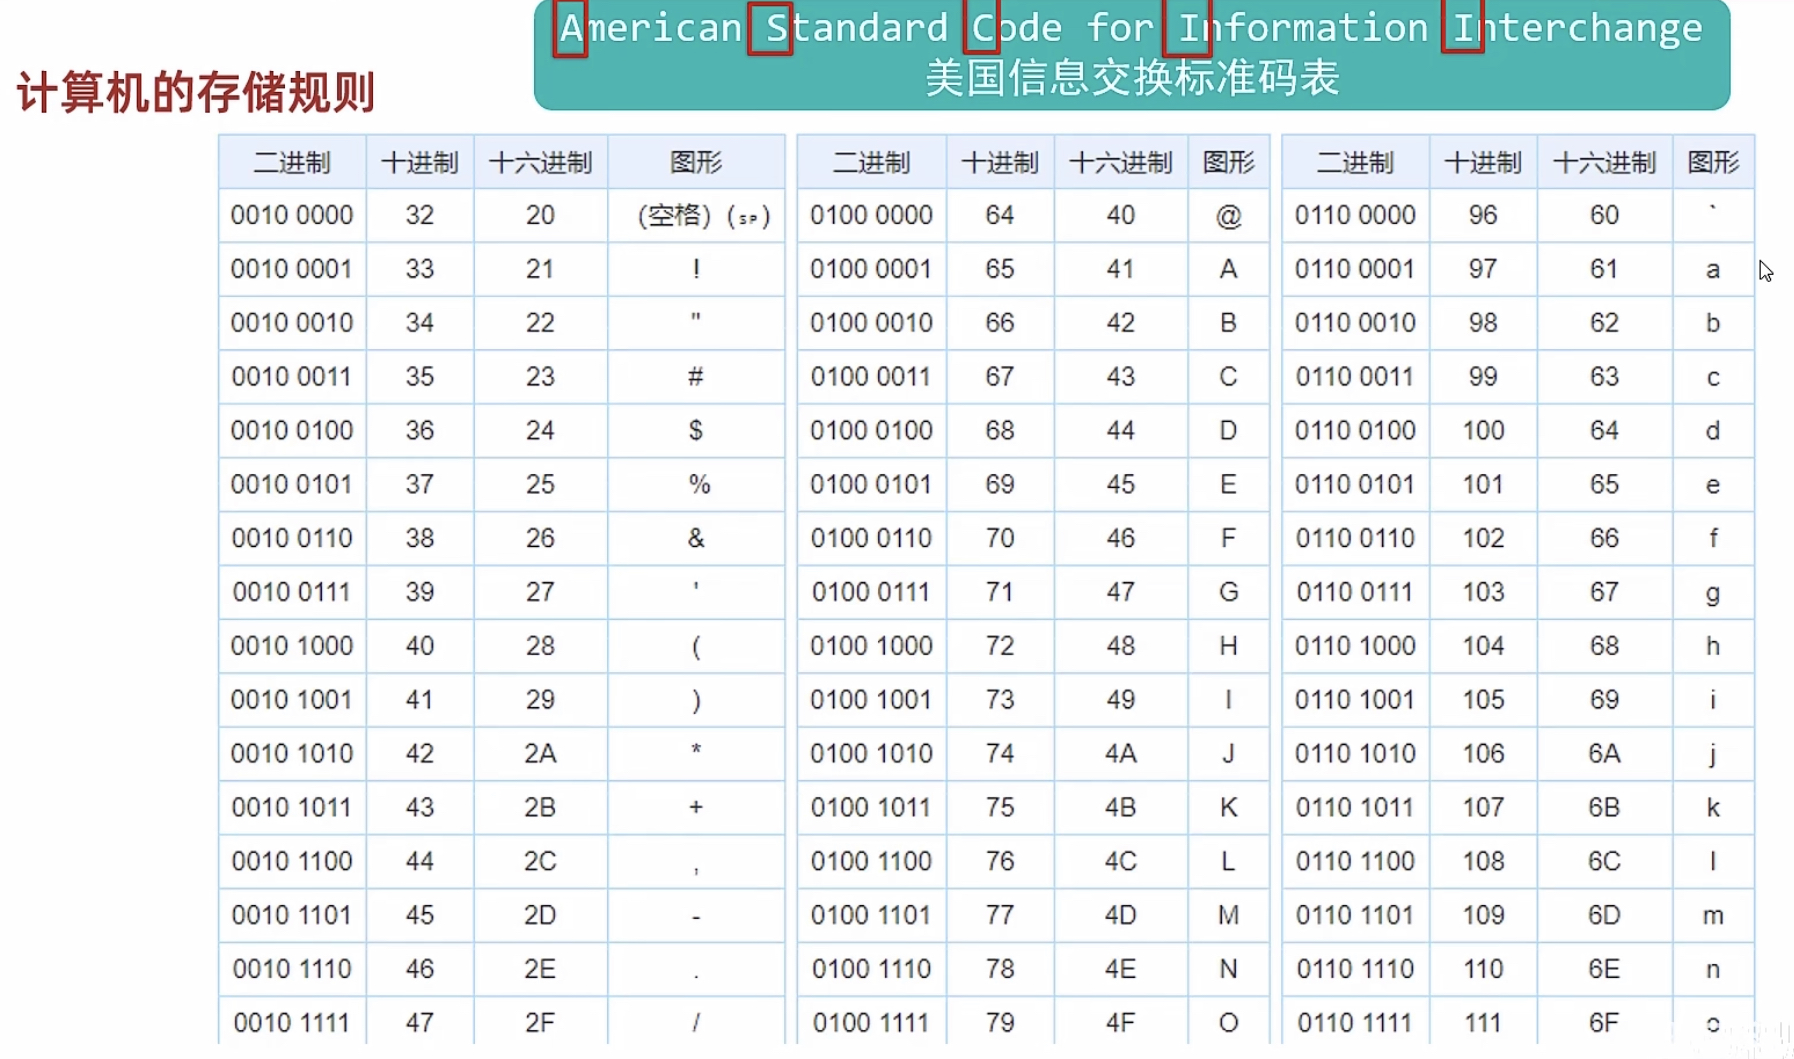 American Standard Code for Information Interchange
美国信息交换标准码表
计算机的存储规则
二进制 十进制 十六进制 图形 二进制 十进制 十六进制 图形 二进制 十进制 十六进制 图形
0010 0000 32 20 (空格) (SP) 0100 0000 64 40 @ 0110 0000 96 60 `
0010 0001 33 21 ! 0100 0001 65 41 A 0110 0001 97 61 a
0010 0010 34 22 " 0100 0010 66 42 B 0110 0010 98 62 b
0010 0011 35 23 # 0100 0011 67 43 C 0110 0011 99 63 c
0010 0100 36 24 $ 0100 0100 68 44 D 0110 0100 100 64 d
0010 0101 37 25 % 0100 0101 69 45 E 0110 0101 101 65 e
0010 0110 38 26 & 0100 0110 70 46 F 0110 0110 102 66 f
0010 0111 39 27 ' 0100 0111 71 47 G 0110 0111 103 67 g
0010 1000 40 28 ( 0100 1000 72 48 H 0110 1000 104 68 h
0010 1001 41 29 ) 0100 1001 73 49 I 0110 1001 105 69 i
0010 1010 42 2A * 0100 1010 74 4A J 0110 1010 106 6A j
0010 1011 43 2B + 0100 1011 75 4B K 0110 1011 107 6B k
0010 1100 44 2C , 0100 1100 76 4C L 0110 1100 108 6C l
0010 1101 45 2D - 0100 1101 77 4D M 0110 1101 109 6D m
0010 1110 46 2E . 0100 1110 78 4E N 0110 1110 110 6E n
0010 1111 47 2F / 0100 1111 79 4F O 0110 1111 111 6F o